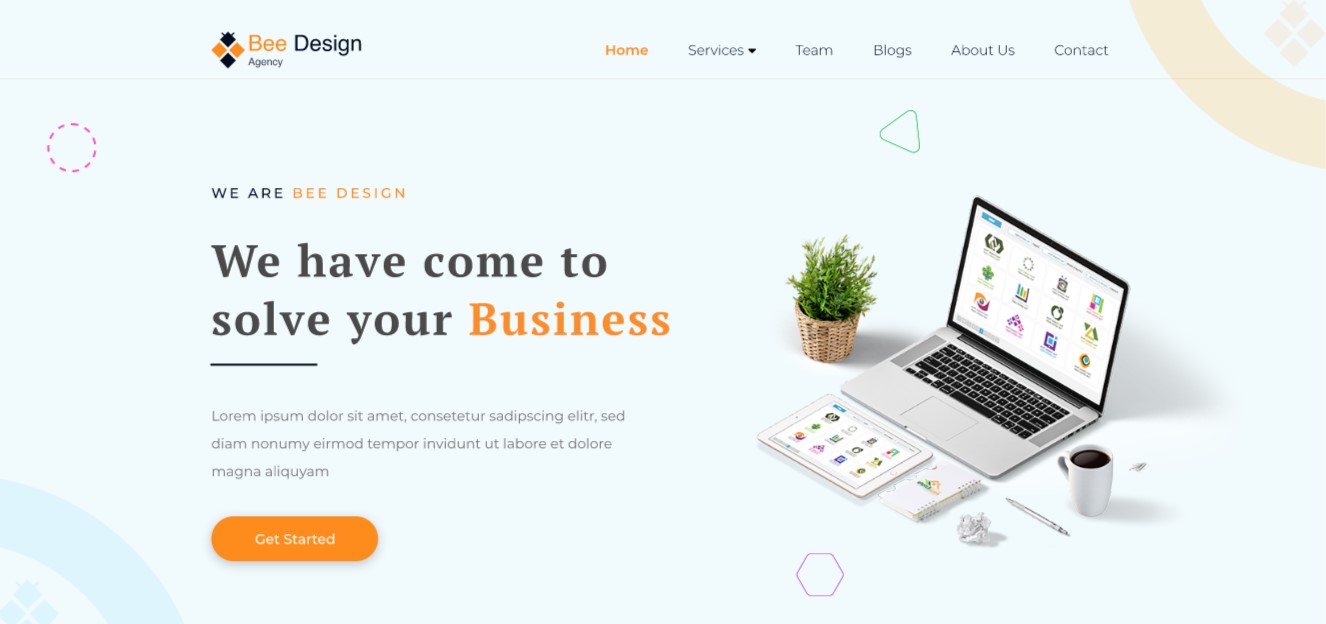 Bee Design
Agency
Home Services Team Blogs About Us Contact
WE ARE BEE DESIGN
We have come to
solve your Business
Lorem ipsum dolor sit amet, consetetur sadipscing elitr, sed
diam nonumy eirmod tempor invidunt ut labore et dolore
magna aliquyam
Get Started